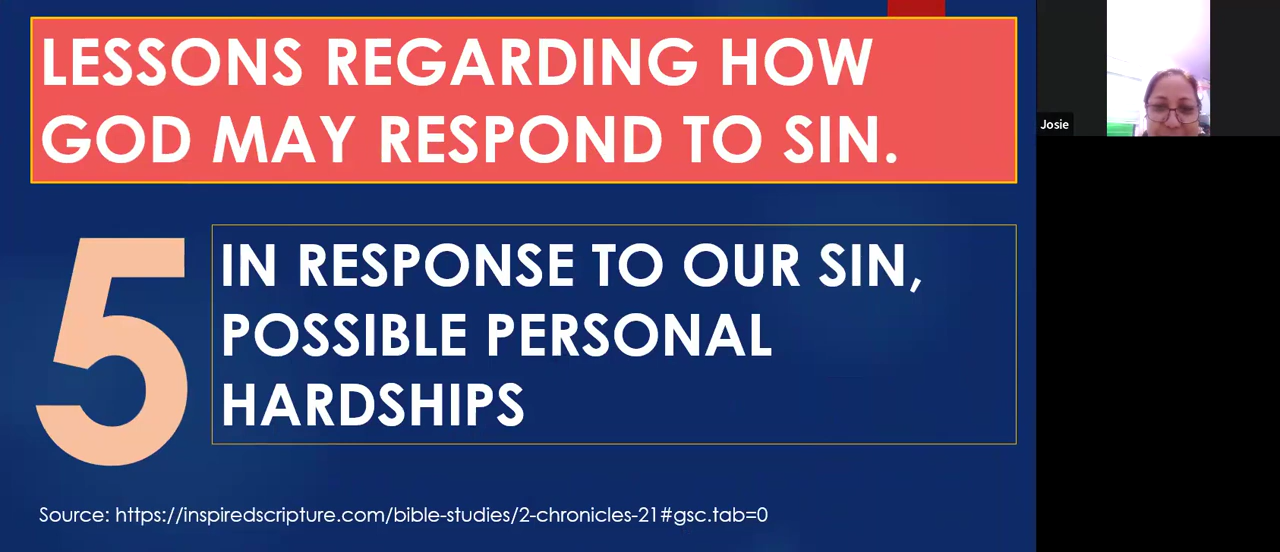 LESSONS REGARDING HOW
GOD MAY RESPOND TO SIN.
5
IN RESPONSE TO OUR SIN,
POSSIBLE PERSONAL
HARDSHIPS
Source: https://inspiredscripture.com/bible-studies/2-chronicles-21#gsc.tab=0
Josie